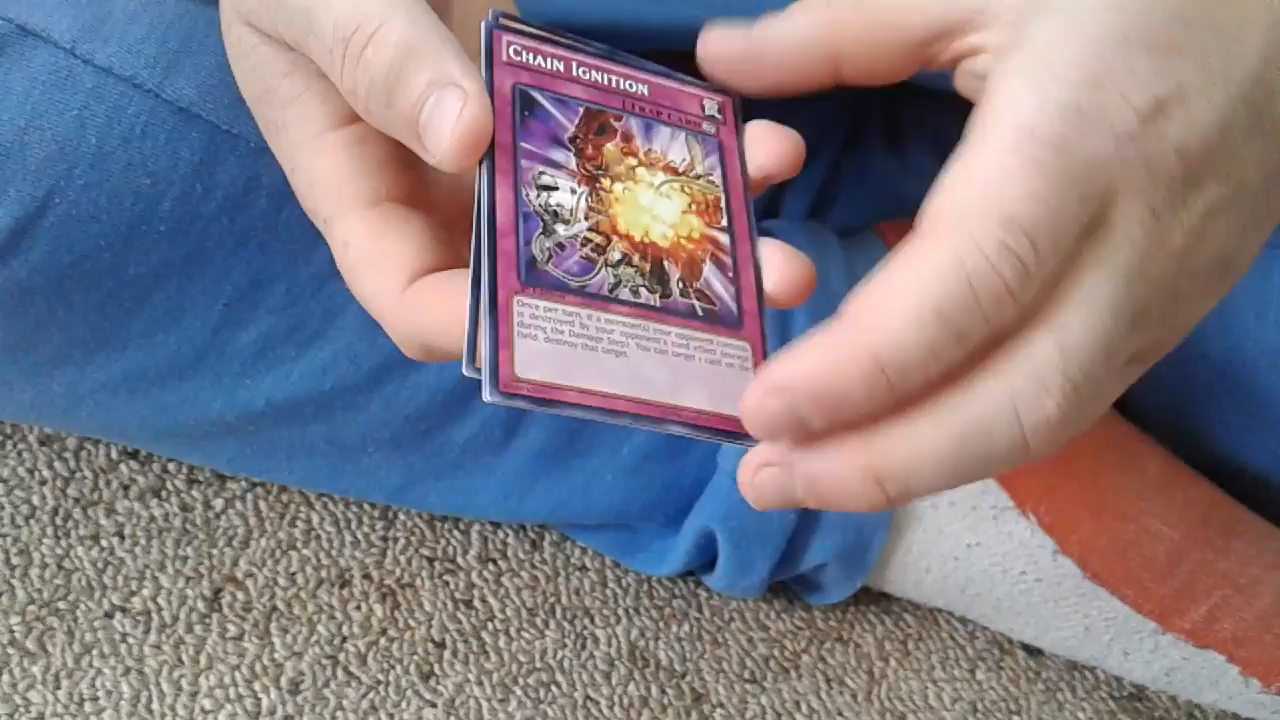 CHAIN IGNITION
[TRAP CARD
Once per turn, if a monster(s) your opponent controls
is destroyed by your opponent's card effect (except
during the Damage Step): You can target 1 card on the
field; destroy that target.